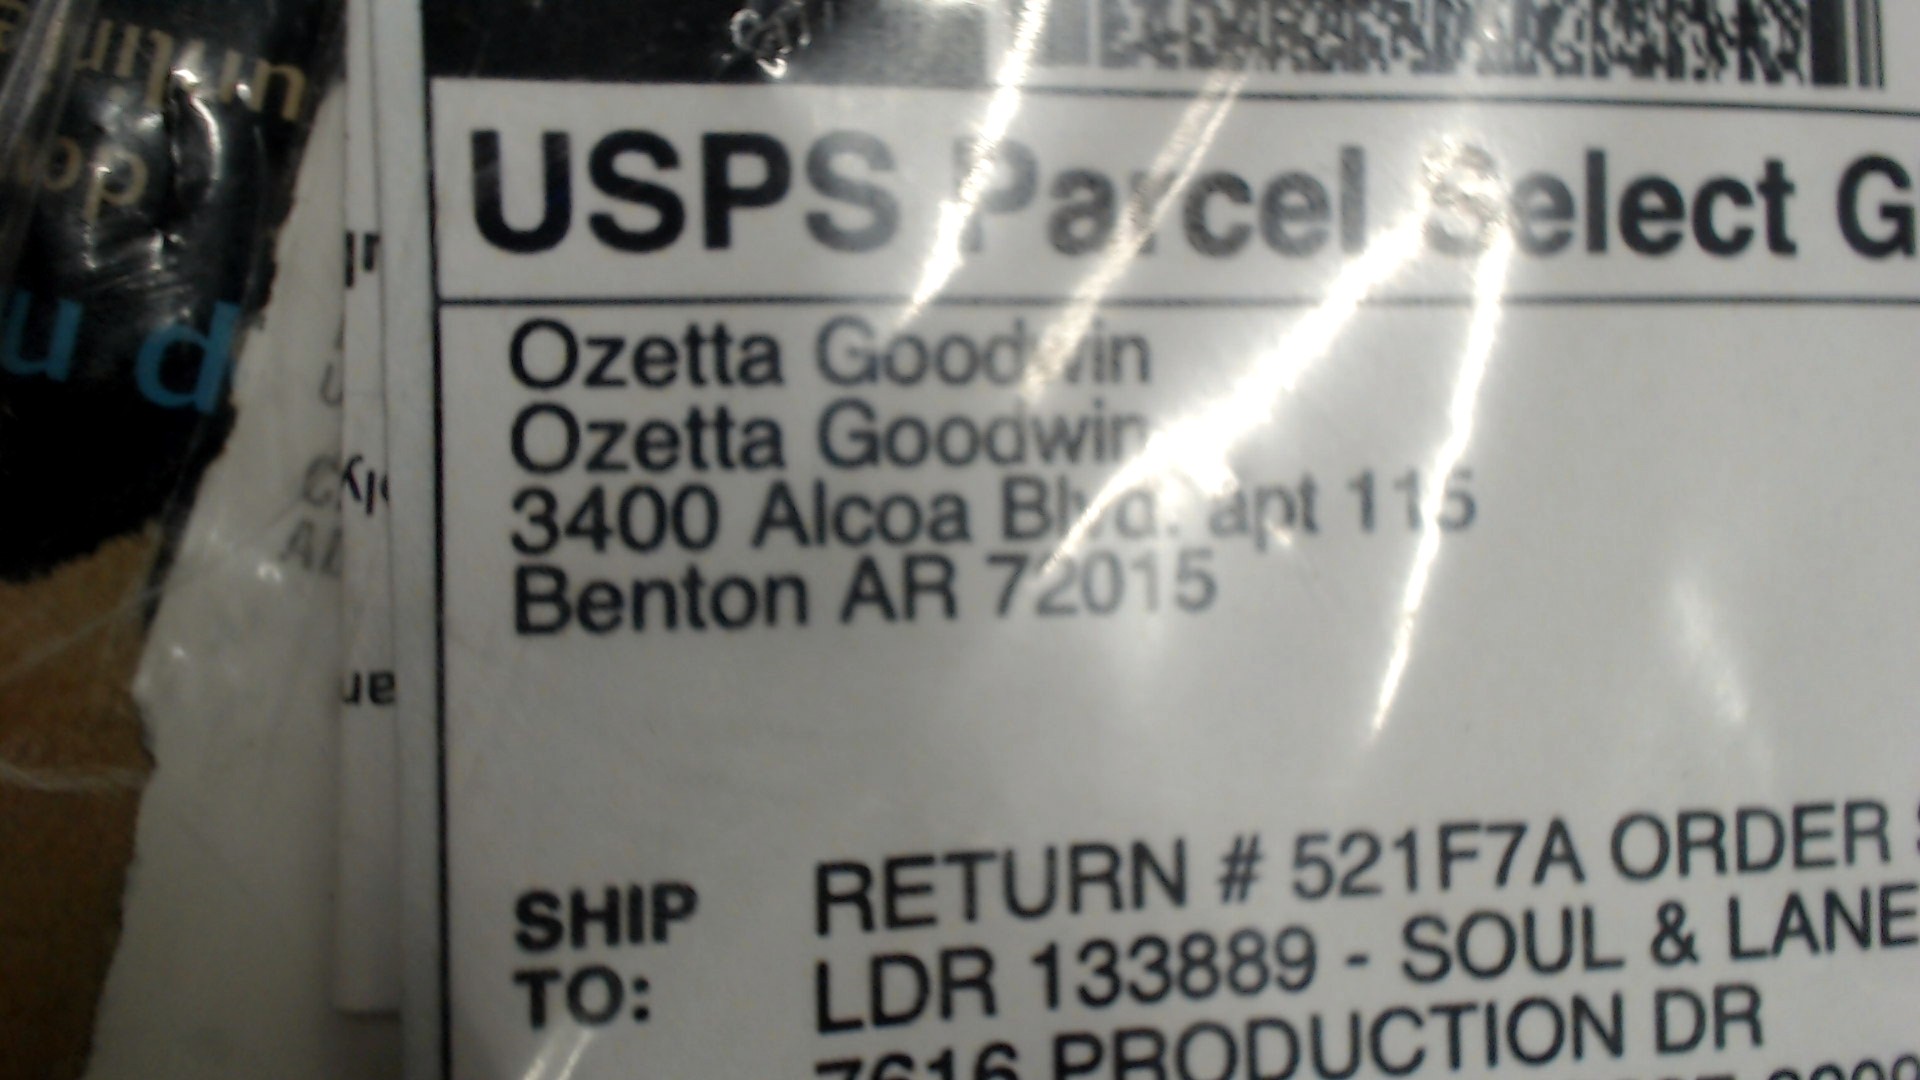 USPS Parcel Select G
Ozetta Goodwin
Ozetta Goodwin
3400 Alcoa Blvd. apt 115
Benton AR 72015
SHIP
TO:
RETURN # 521F7A ORDER
LDR 133889 - SOUL & LANE
7616 PRODUCTION DR